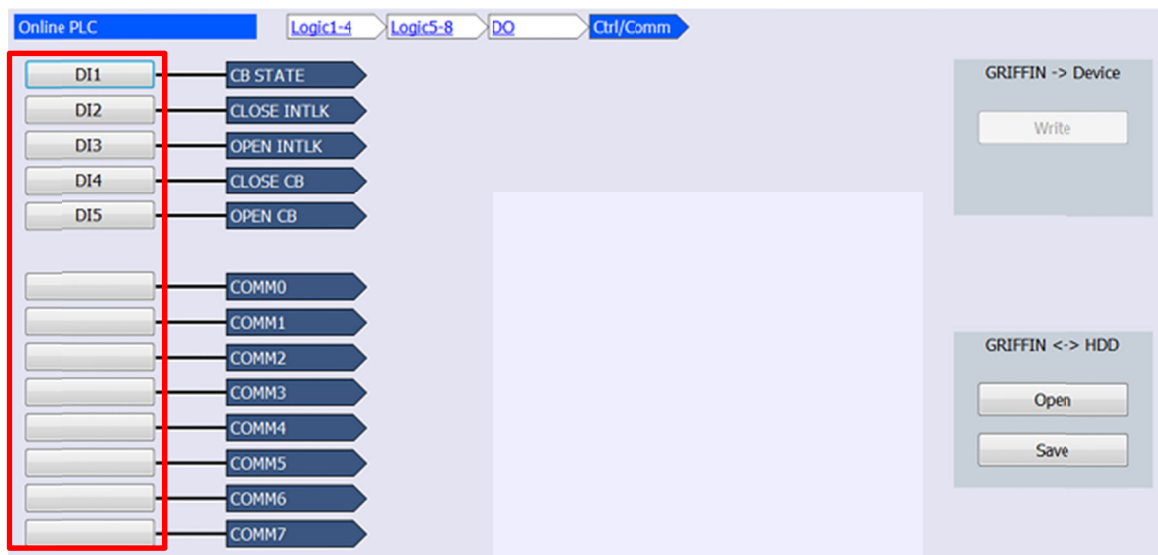 Online PLC
Logic1-4 Logic5-8 DO Ctrl/Comm
DI1 CB STATE
DI2 CLOSE INTLK
DI3 OPEN INTLK
DI4 CLOSE CB
DI5 OPEN CB
COMM0
COMM1
COMM2
COMM3
COMM4
COMM5
COMM6
COMM7
GRIFFIN -> Device
Write
GRIFFIN <-> HDD
Open
Save